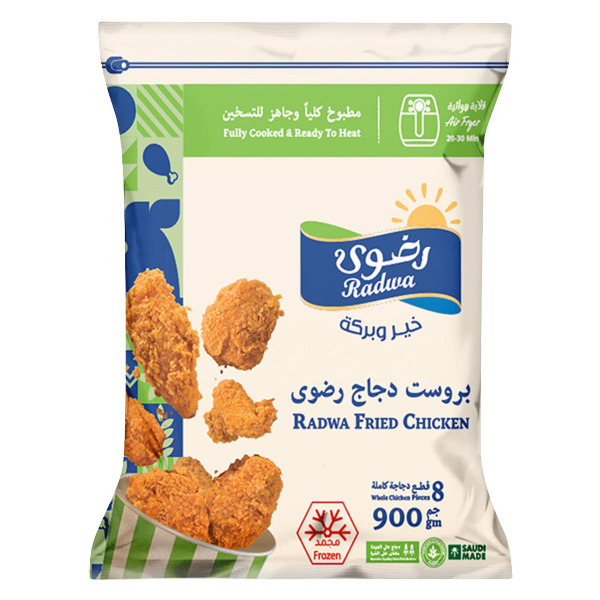 مطبوخ كلياً وجاهز للتسخين
Fully Cooked & Ready To Heat
قلاية هوائية
Air Fryer
20-30 Min
رضوى
Radwa
خير وبركة
بروست دجاج رضوى
RADWA FRIED CHICKEN
8 قطع دجاجة كاملة
Whole Chicken Pieces
900 جم
gm
مجمد
Frozen
SAUDI
MADE